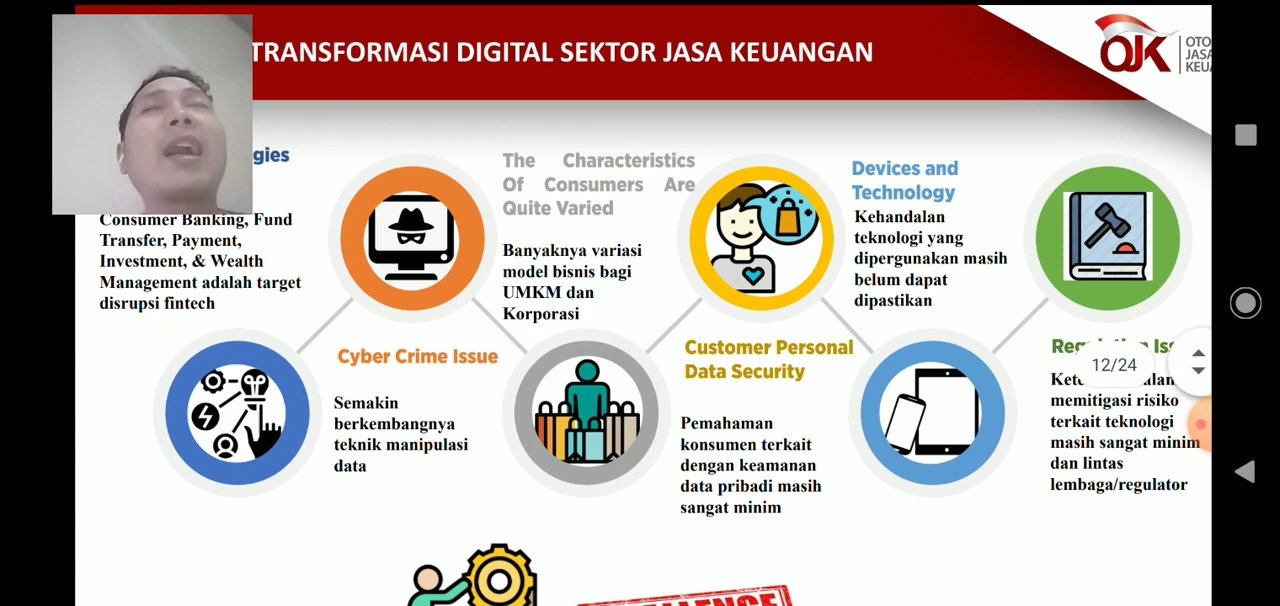 TRANSFORMASI DIGITAL SEKTOR JASA KEUANGAN
OJK
gies
Consumer Banking, Fund
Transfer, Payment,
Investment, & Wealth
Management adalah target
disrupsi fintech
Cyber Crime Issue
Semakin
berkembangnya
teknik manipulasi
data
The Characteristics
Of Consumers Are
Quite Varied
Banyaknya variasi
model bisnis bagi
UMKM dan
Korporasi
Customer Personal
Data Security
Pemahaman
konsumen terkait
dengan keamanan
data pribadi masih
sangat minim
Devices and
Technology
Kehandalan
teknologi yang
dipergunakan masih
belum dapat
dipastikan
12/24
memitigasi risiko
terkait teknologi
masih sangat minim
dan lintas
lembaga/regulator